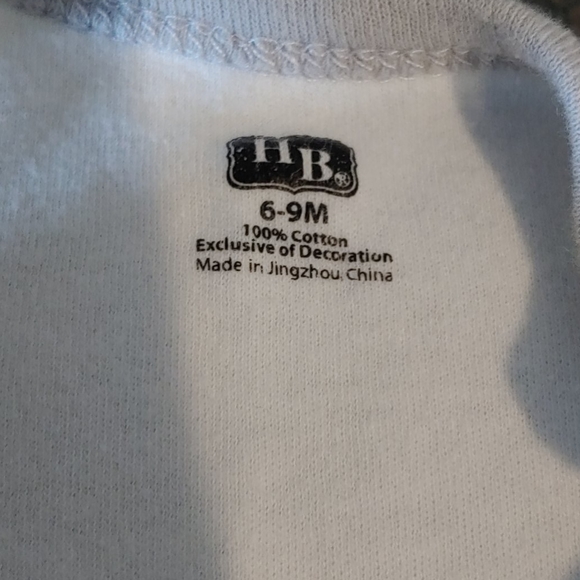 HB®
6-9M
100% Cotton
Exclusive of Decoration
Made in Jingzhou, China